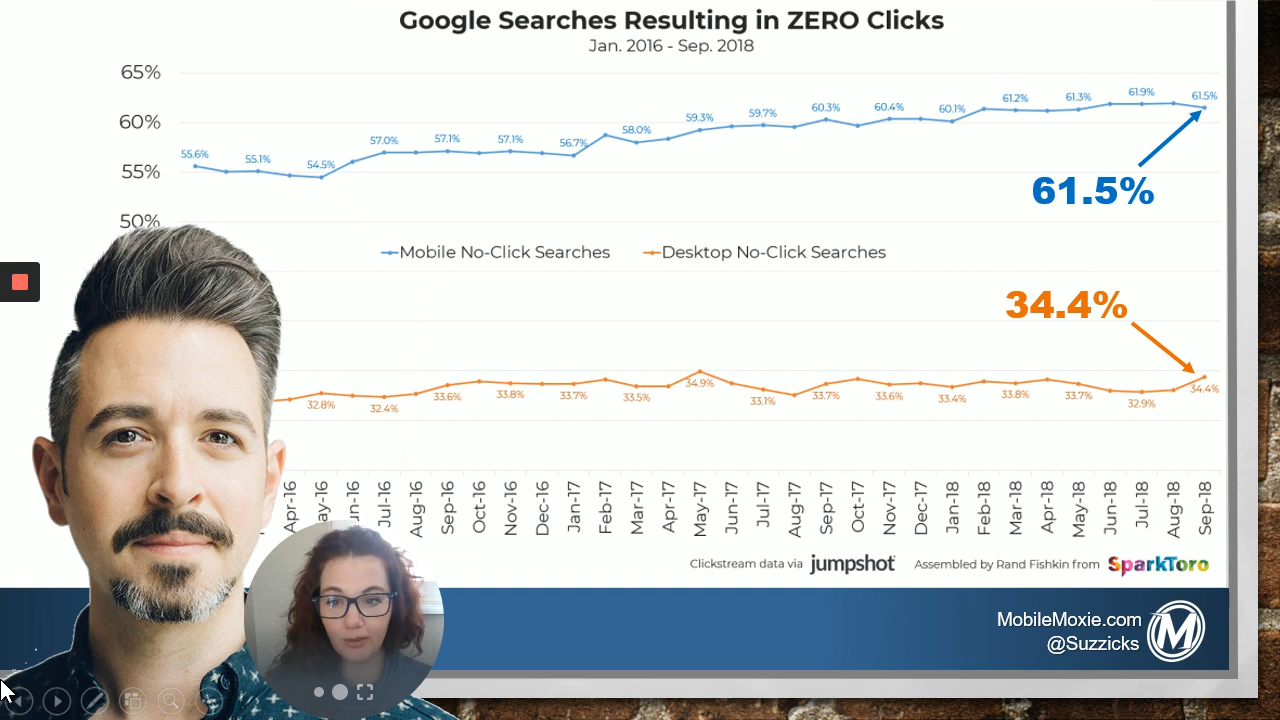 Google Searches Resulting in ZERO Clicks
Jan. 2016 - Sep. 2018
65%
60%
55%
50%
55.6%
55.1%
54.5%
57.0%
57.1%
57.1%
56.7%
58.0%
59.3%
59.7%
60.3%
60.4%
60.1%
61.2%
61.3%
61.9%
61.5%
61.5%
Mobile No-Click Searches
Desktop No-Click Searches
34.4%
32.8%
32.4%
33.6%
33.8%
33.7%
33.5%
34.9%
33.1%
33.7%
33.6%
33.4%
33.8%
33.7%
32.9%
34.4%
Apr-16
May-16
Jun-16
Jul-16
Aug-16
Sep-16
Oct-16
Nov-16
Dec-16
Jan-17
Feb-17
Mar-17
Apr-17
May-17
Jun-17
Jul-17
Aug-17
Sep-17
Oct-17
Nov-17
Dec-17
Jan-18
Feb-18
Mar-18
Apr-18
May-18
Jun-18
Jul-18
Aug-18
Sep-18
Clickstream data via jumpshot
Assembled by Rand Fishkin from SparkToro
MobileMoxie.com
@Suzzicks
M